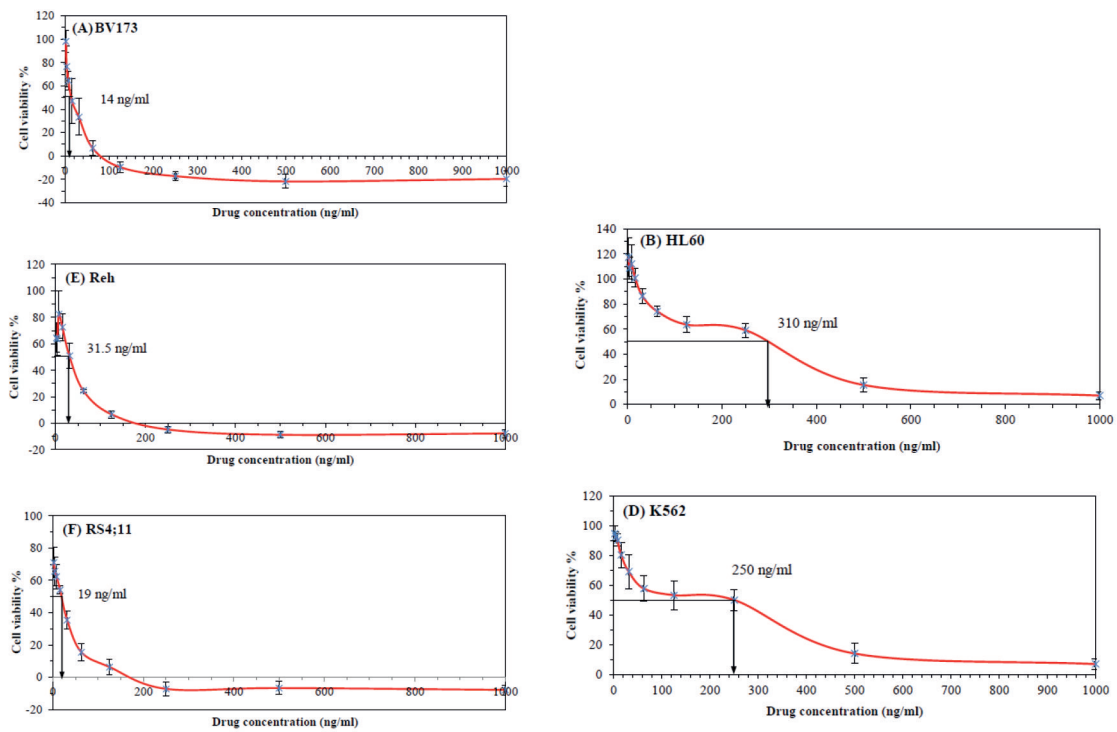 (A) BV173
Cell viability %
120
100
80
60
40
20
0
-20
-40
14 ng/ml
0 100 200 300 400 500 600 700 800 900 1000
Drug concentration (ng/ml)
(E) Reh
Cell viability %
120
100
80
60
40
20
0
-20
31.5 ng/ml
0 200 400 600 800 1000
Drug concentration (ng/ml)
(F) RS4;11
Cell viability %
100
80
60
40
20
0
-20
19 ng/ml
0 200 400 600 800 1000
Drug concentration (ng/ml)
(B) HL60
Cell viability %
140
120
100
80
60
40
20
0
310 ng/ml
0 100 200 300 400 500 600 700 800 900 1000
Drug concentration (ng/ml)
(D) K562
Cell viability %
120
100
80
60
40
20
0
250 ng/ml
0 100 200 300 400 500 600 700 800 900 1000
Drug concentration (ng/ml)